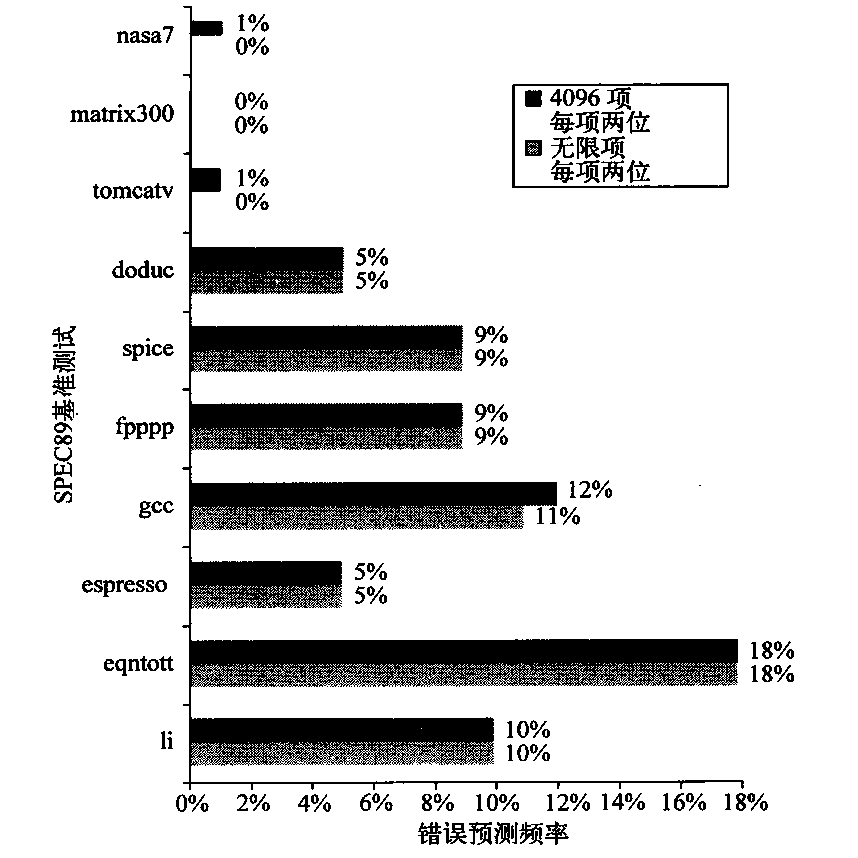 nasa7
1%
0%
matrix300
0%
0%
tomcatv
1%
0%
doduc
5%
5%
spice
9%
9%
fpppp
9%
9%
gcc
12%
11%
espresso
5%
5%
eqntott
18%
18%
li
10%
10%
4096 项
每项两位
无限项
每项两位
SPEC89基准测试
0% 2% 4% 6% 8% 10% 12% 14% 16% 18%
错误预测频率